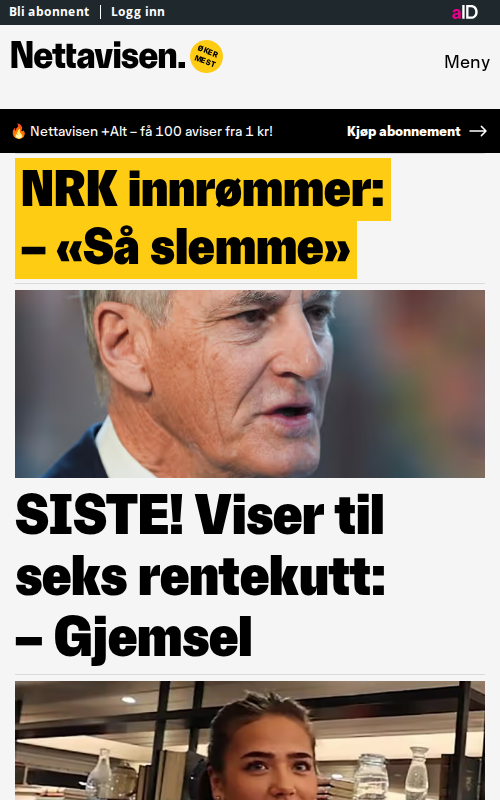 Bli abonnent | Logg inn
aID
Nettavisen.
ØKER
MEST
Meny
Nettavisen +Alt – få 100 aviser fra 1 kr!
Kjøp abonnement
NRK innrømmer:
– «Så slemme»
SISTE! Viser til
seks rentekutt:
– Gjemsel